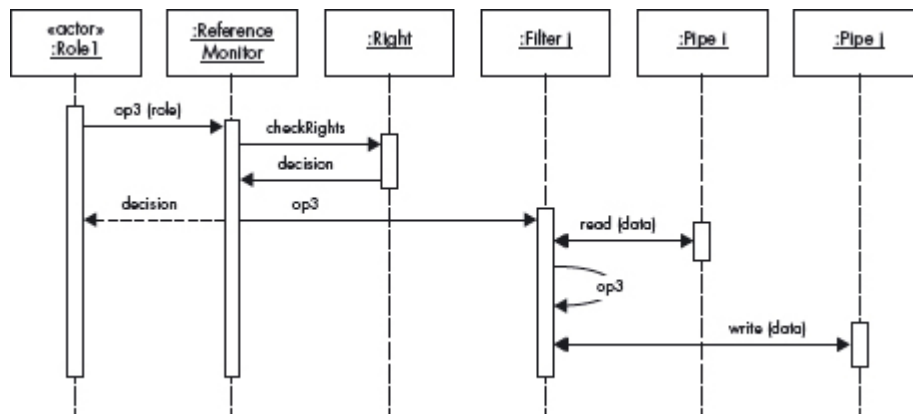 «actor»
:Role1
:Reference
Monitor
:Right
:Filter j
:Pipe i
:Pipe j
op3 (role)
checkRights
decision
decision
op3
read (data)
op3
write (data)